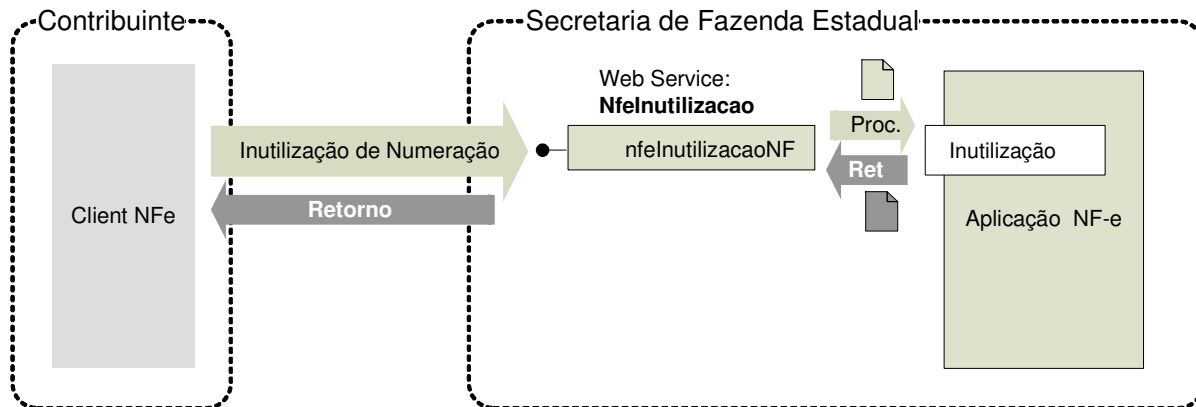 Contribuinte
Secretaria de Fazenda Estadual
Web Service:
NfeInutilizacao
Proc.
Inutilização de Numeração
nfeInutilizacaoNF
Inutilização
Ret
Retorno
Client NFe
Aplicação NF-e